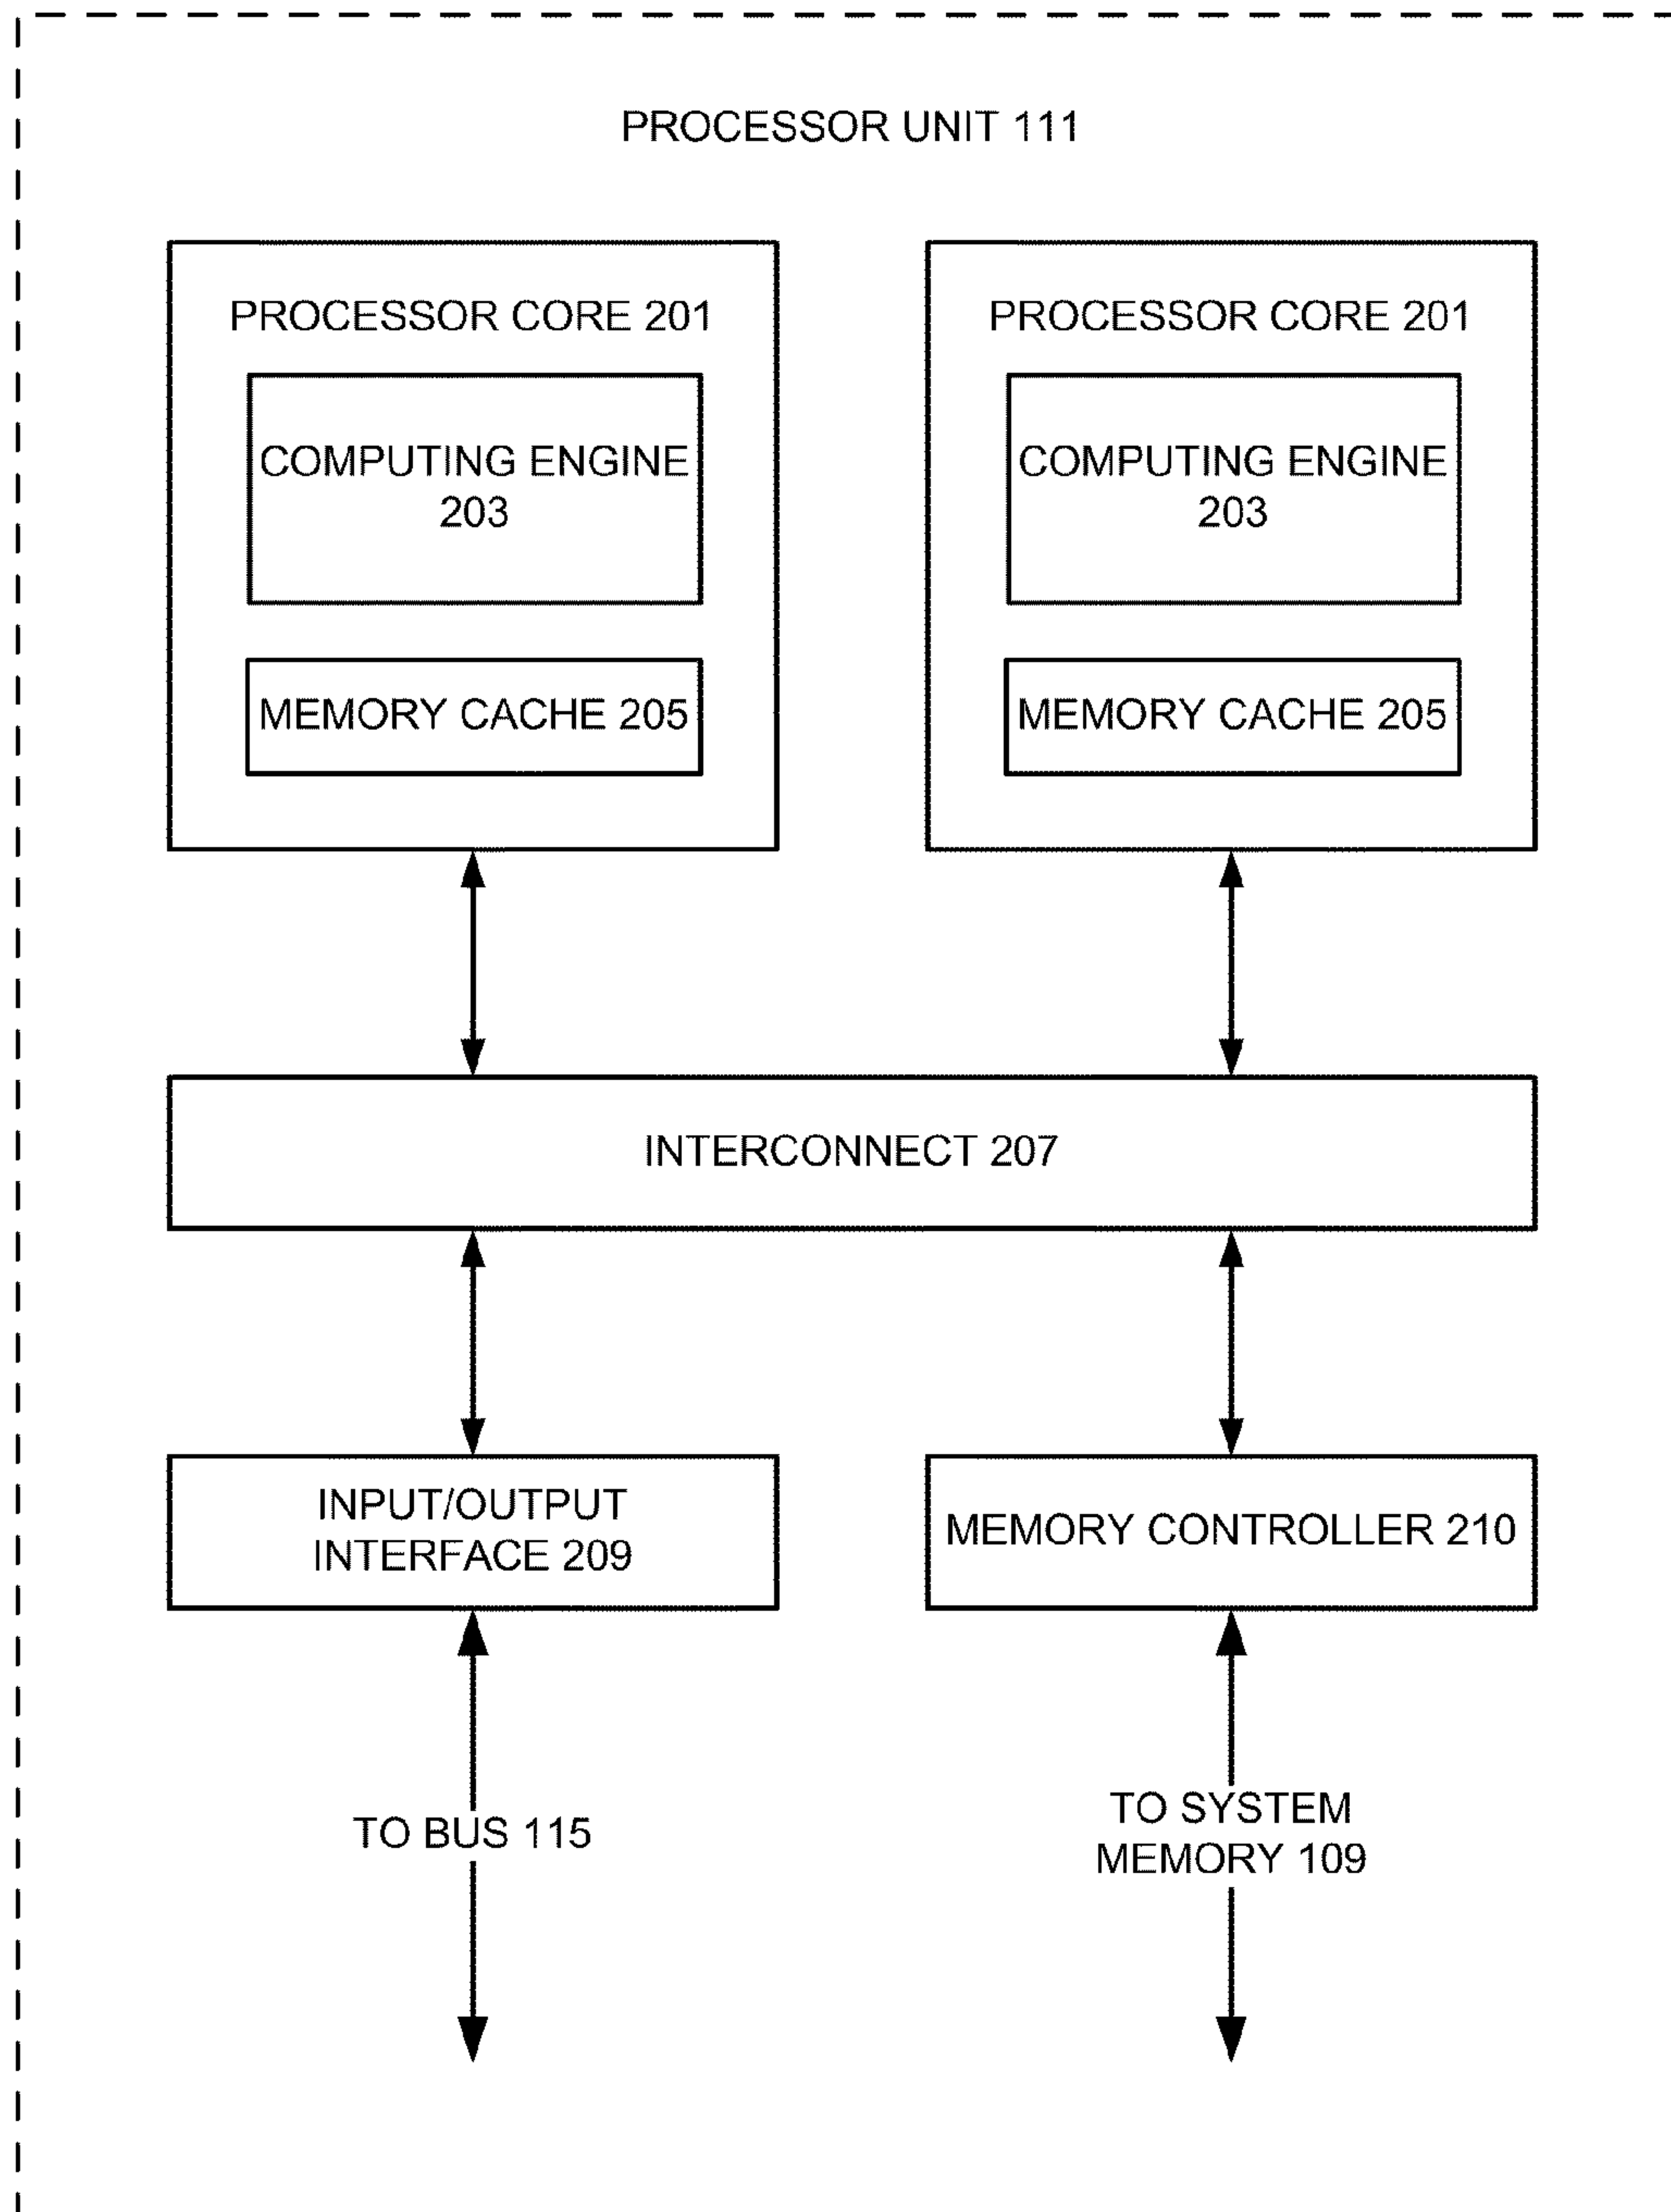 PROCESSOR UNIT 111
PROCESSOR CORE 201
COMPUTING ENGINE
203
MEMORY CACHE 205
PROCESSOR CORE 201
COMPUTING ENGINE
203
MEMORY CACHE 205
INTERCONNECT 207
INPUT/OUTPUT
INTERFACE 209
MEMORY CONTROLLER 210
TO BUS 115
TO SYSTEM
MEMORY 109